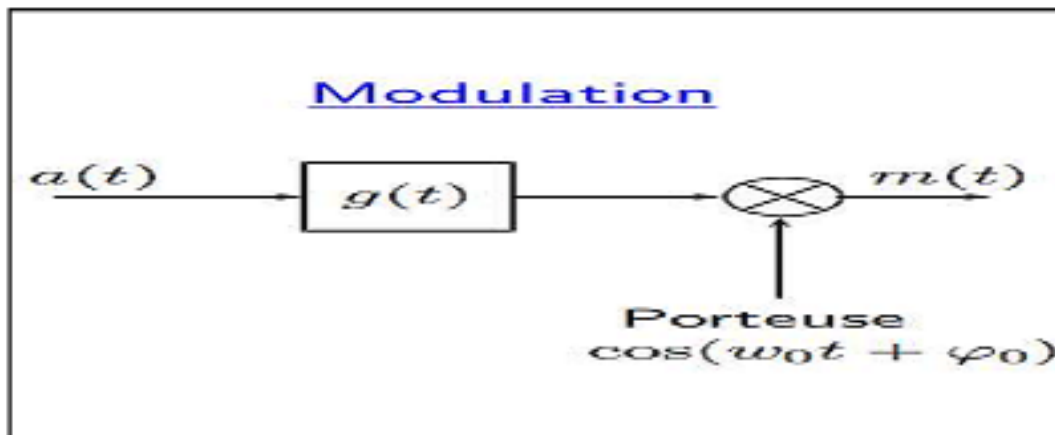 Modulation
a(t)
g(t)
m(t)
Porteuse
cos(w₀t + φ₀)